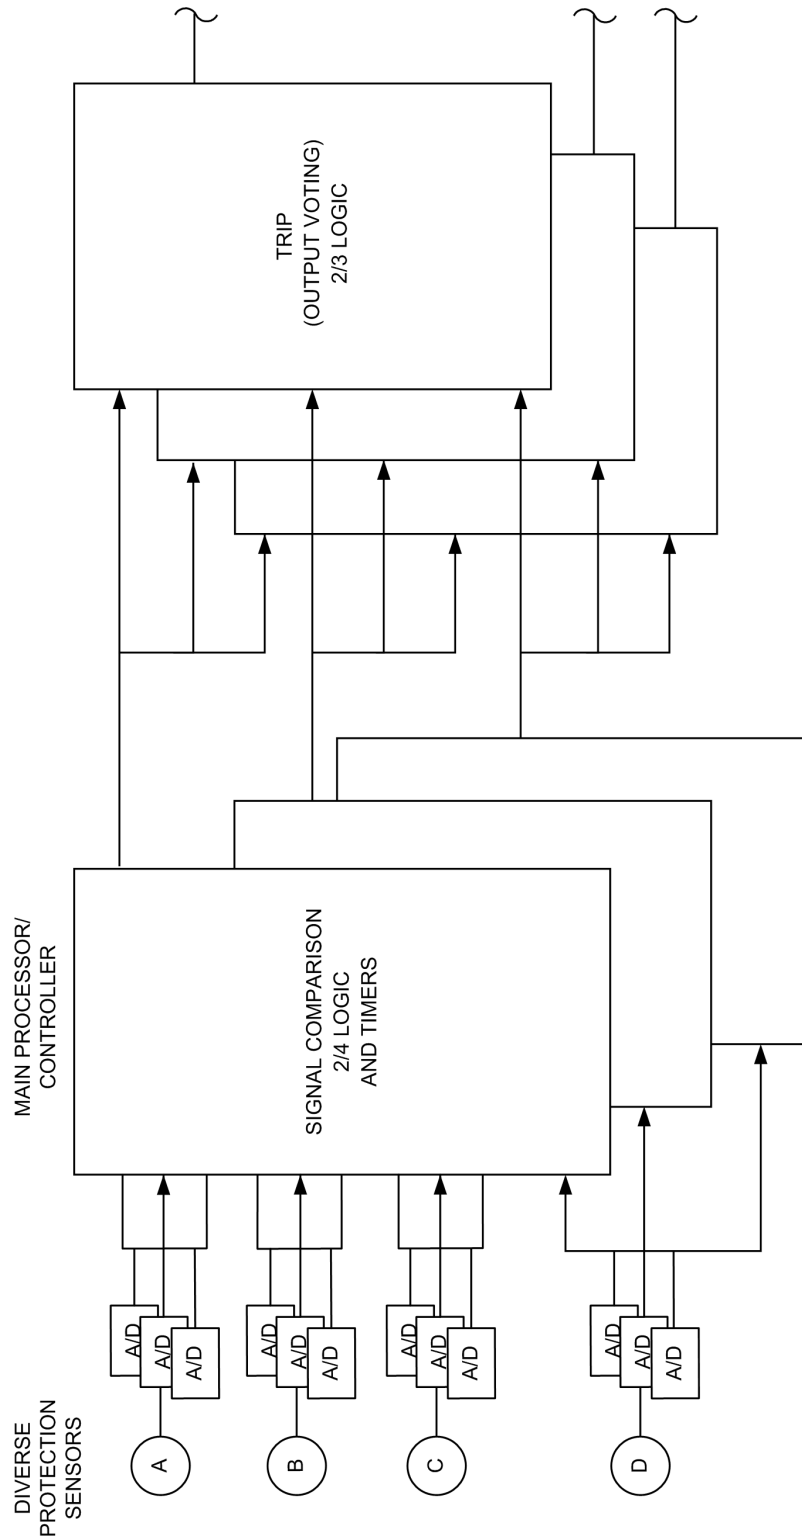 DIVERSE
PROTECTION
SENSORS
MAIN PROCESSOR/
CONTROLLER
A
A/D
A/D
A/D
B
A/D
A/D
A/D
C
A/D
A/D
A/D
D
A/D
A/D
A/D
SIGNAL COMPARISON
2/4 LOGIC
AND TIMERS
TRIP
(OUTPUT VOTING)
2/3 LOGIC